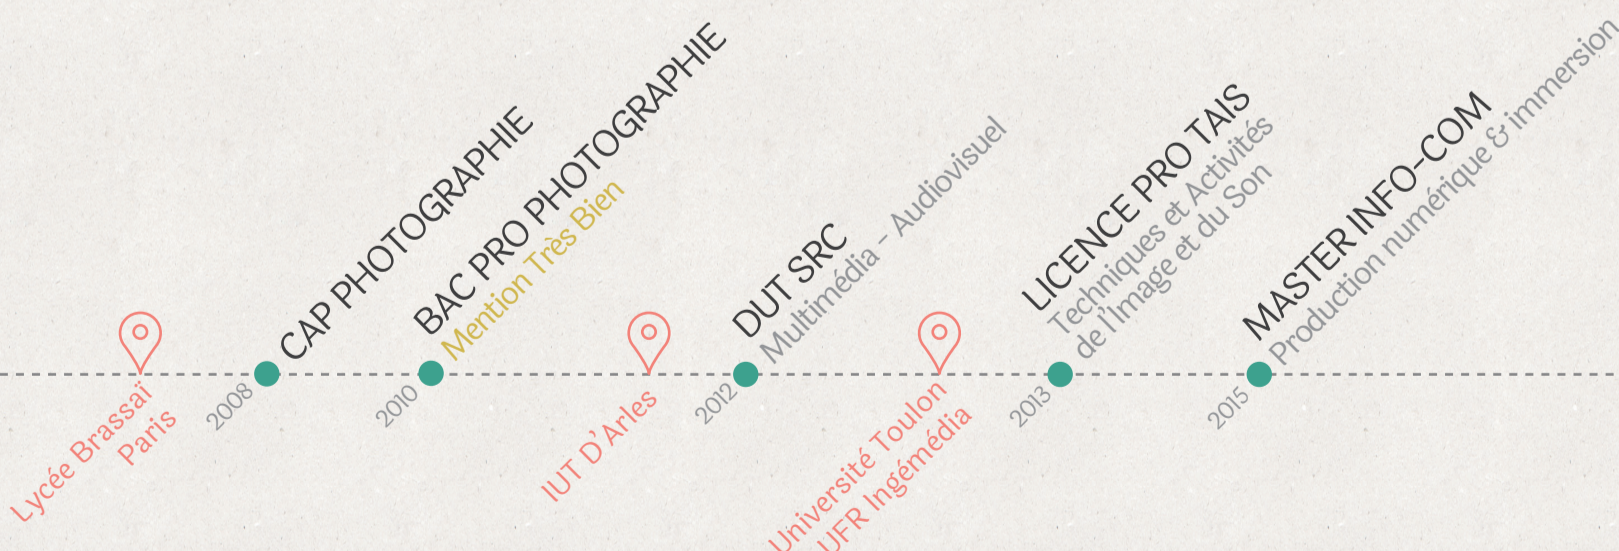 Lycée Brassaï
Paris
2008
CAP PHOTOGRAPHIE
2010
BAC PRO PHOTOGRAPHIE
Mention Très Bien
IUT D'Arles
2012
DUT SRC
Multimédia - Audiovisuel
Université Toulon
UFR Ingémédia
2013
LICENCE PRO TAIS
Techniques et Activités
de l'Image et du Son
2015
MASTER INFO-COM
Production numérique & immersion